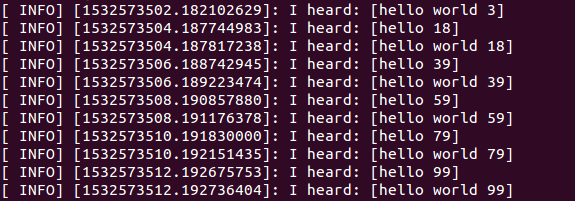 [ INFO] [1532573502.182102629]: I heard: [hello world 3]
[ INFO] [1532573504.187744983]: I heard: [hello 18]
[ INFO] [1532573504.187817238]: I heard: [hello world 18]
[ INFO] [1532573506.188742945]: I heard: [hello 39]
[ INFO] [1532573506.189223474]: I heard: [hello world 39]
[ INFO] [1532573508.190857880]: I heard: [hello 59]
[ INFO] [1532573508.191176378]: I heard: [hello world 59]
[ INFO] [1532573510.191830000]: I heard: [hello 79]
[ INFO] [1532573510.192151435]: I heard: [hello world 79]
[ INFO] [1532573512.192675753]: I heard: [hello 99]
[ INFO] [1532573512.192736404]: I heard: [hello world 99]